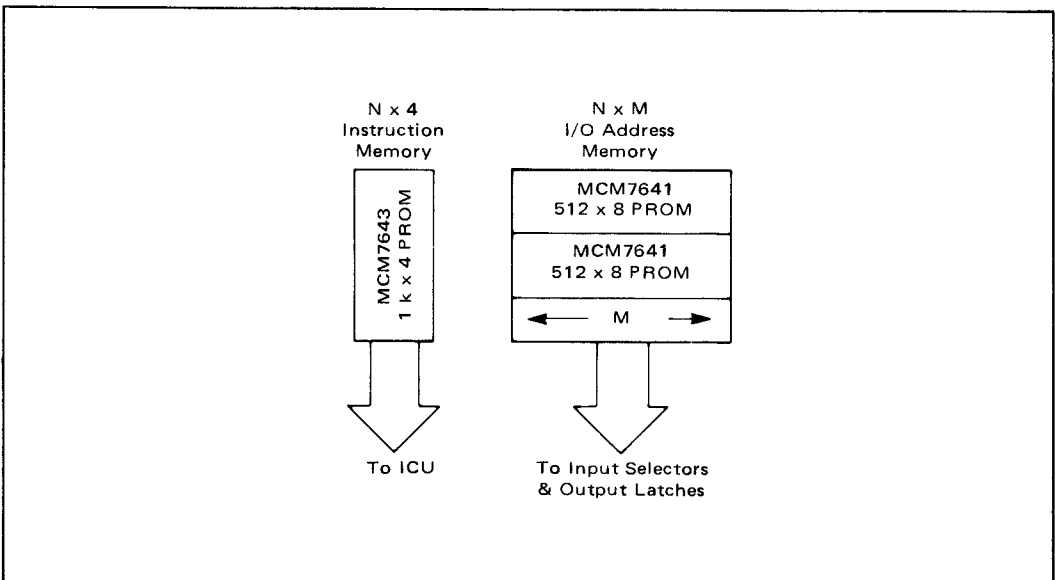 N x 4
Instruction
Memory
MCM7643
1 k x 4 PROM
To ICU
N x M
I/O Address
Memory
MCM7641
512 x 8 PROM
MCM7641
512 x 8 PROM
M
To Input Selectors
& Output Latches